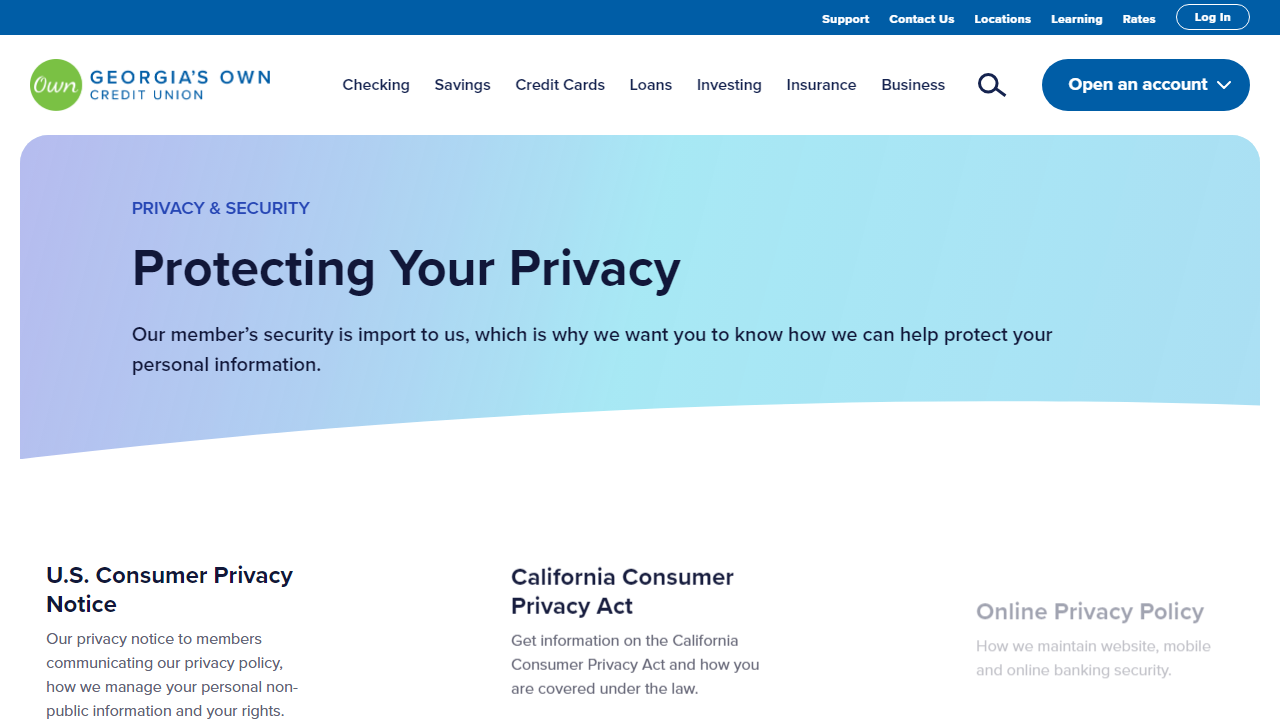 Support Contact Us Locations Learning Rates Log In
Own GEORGIA'S OWN
CREDIT UNION
Checking Savings Credit Cards Loans Investing Insurance Business Open an account
PRIVACY & SECURITY
Protecting Your Privacy
Our member’s security is import to us, which is why we want you to know how we can help protect your
personal information.
U.S. Consumer Privacy
Notice
Our privacy notice to members
communicating our privacy policy,
how we manage your personal non-
public information and your rights.
California Consumer
Privacy Act
Get information on the California
Consumer Privacy Act and how you
are covered under the law.
Online Privacy Policy
How we maintain website, mobile
and online banking security.